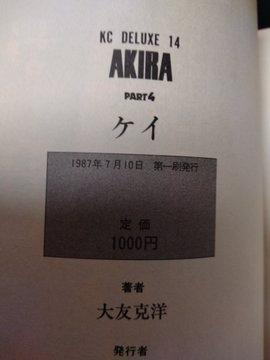 KC DELUXE 14
AKIRA
PART4
ケイ
1987年7月10日 第一刷発行
定価
1000円
著者
大友克洋
発行者